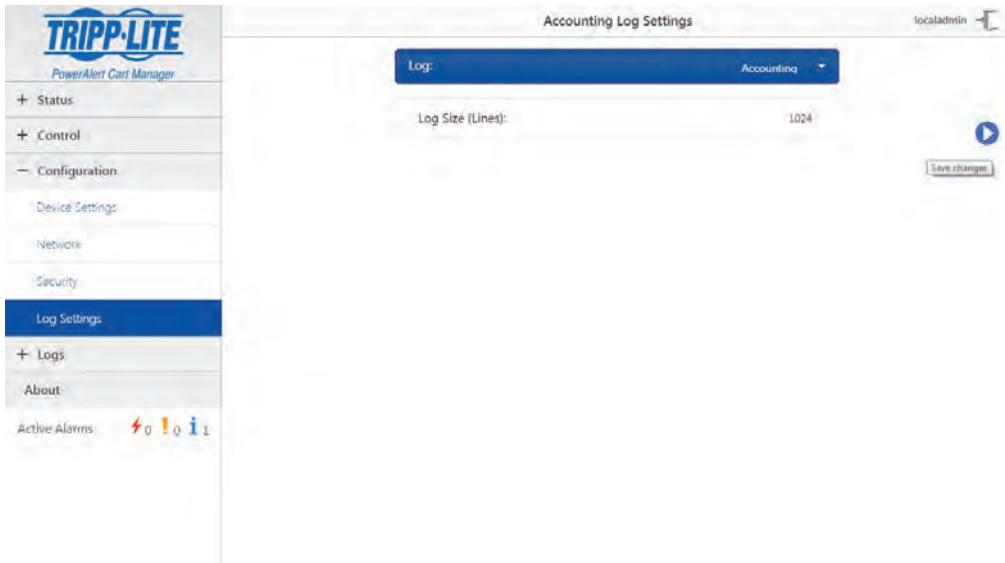 TRIPP·LITE
PowerAlert Cart Manager
Accounting Log Settings
localadmin
+ Status
+ Control
− Configuration
Device Settings
Network
Security
Log Settings
+ Logs
About
Active Alarms 0 0 1
Log: Accounting
Log Size (Lines): 1024
Save changes